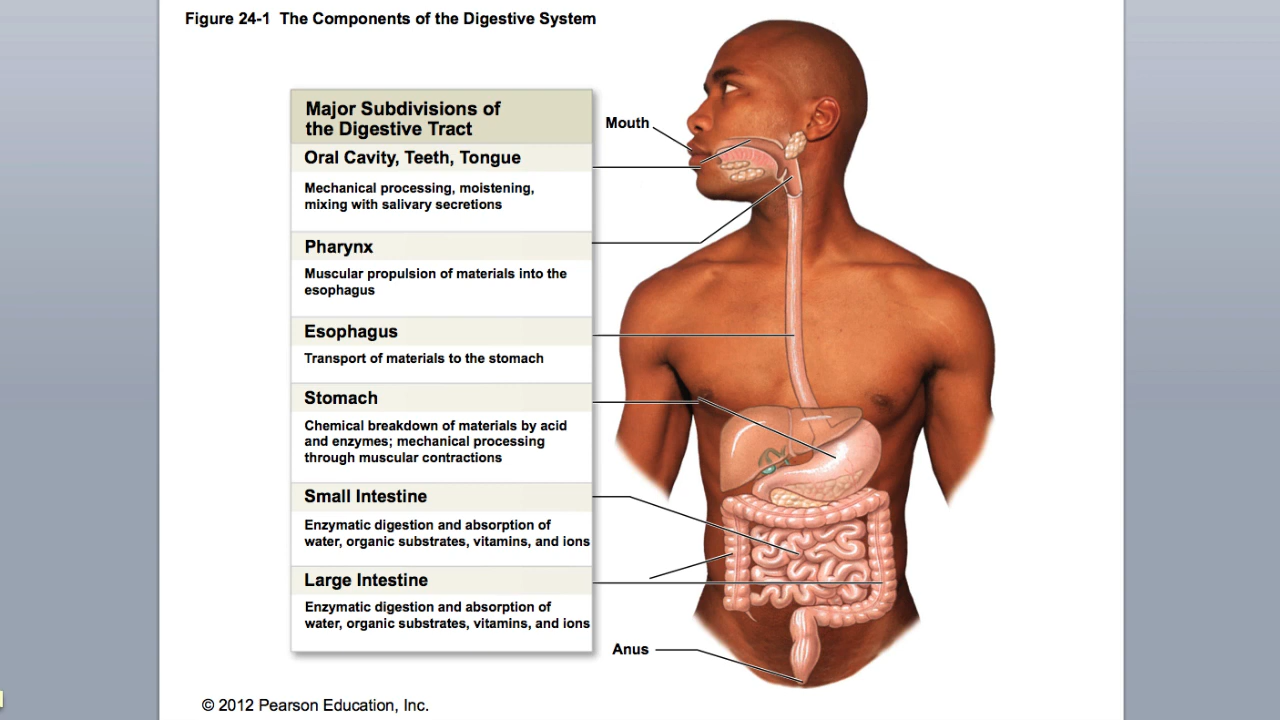 Figure 24-1 The Components of the Digestive System
Major Subdivisions of
the Digestive Tract
Oral Cavity, Teeth, Tongue
Mechanical processing, moistening,
mixing with salivary secretions
Pharynx
Muscular propulsion of materials into the
esophagus
Esophagus
Transport of materials to the stomach
Stomach
Chemical breakdown of materials by acid
and enzymes; mechanical processing
through muscular contractions
Small Intestine
Enzymatic digestion and absorption of
water, organic substrates, vitamins, and ions
Large Intestine
Enzymatic digestion and absorption of
water, organic substrates, vitamins, and ions
Mouth
Anus
© 2012 Pearson Education, Inc.